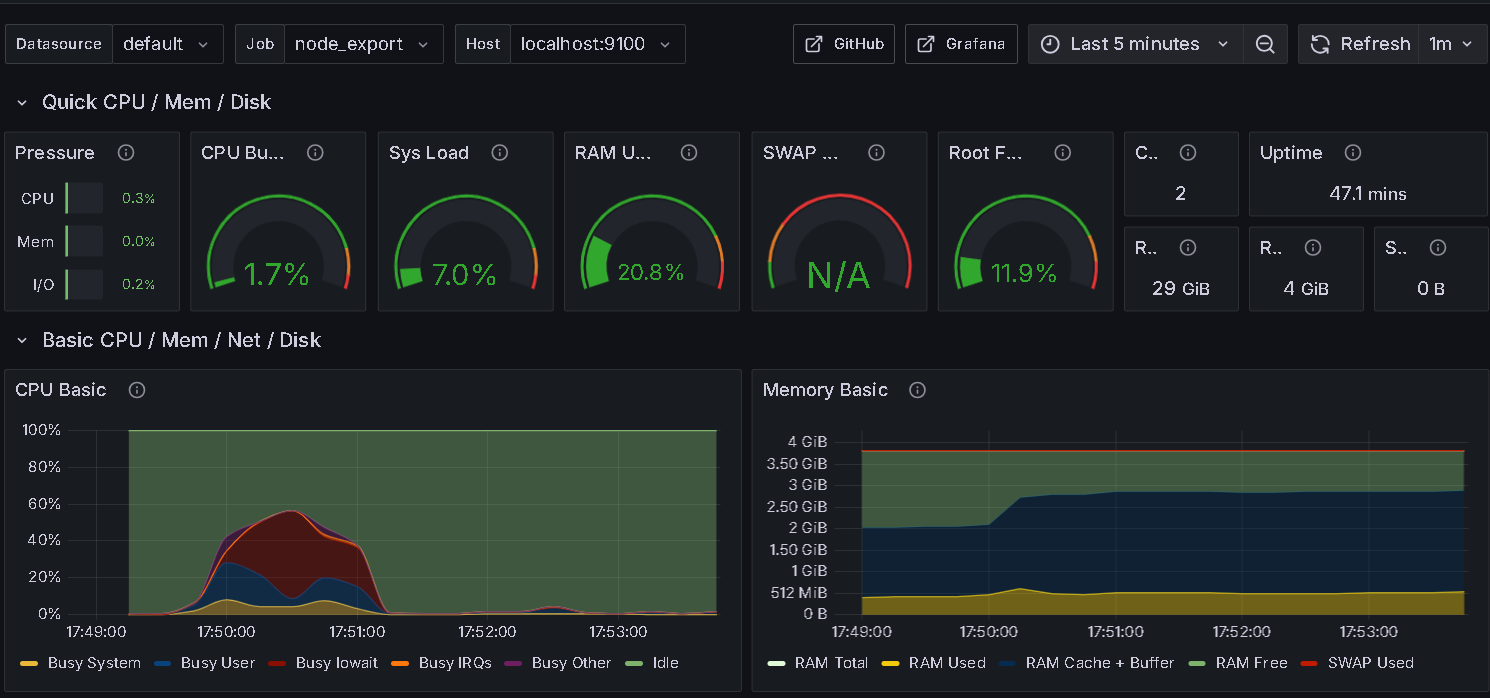 Datasource default Job node_export Host localhost:9100 GitHub Grafana Last 5 minutes Refresh 1m
Quick CPU / Mem / Disk
Pressure CPU Bu... Sys Load RAM U... SWAP ... Root F... C.. Uptime
CPU 0.3%
Mem 0.0%
I/O 0.2%
1.7%
7.0%
20.8%
N/A
11.9%
2
47.1 mins
R.. R.. S..
29 GiB 4 GiB 0 B
Basic CPU / Mem / Net / Disk
CPU Basic
100%
80%
60%
40%
20%
0%
17:49:00 17:50:00 17:51:00 17:52:00 17:53:00
Busy System Busy User Busy Iowait Busy IRQs Busy Other Idle
Memory Basic
4 GiB
3.50 GiB
3 GiB
2.50 GiB
2 GiB
1.50 GiB
1 GiB
512 MiB
0 B
17:49:00 17:50:00 17:51:00 17:52:00 17:53:00
RAM Total RAM Used RAM Cache + Buffer RAM Free SWAP Used